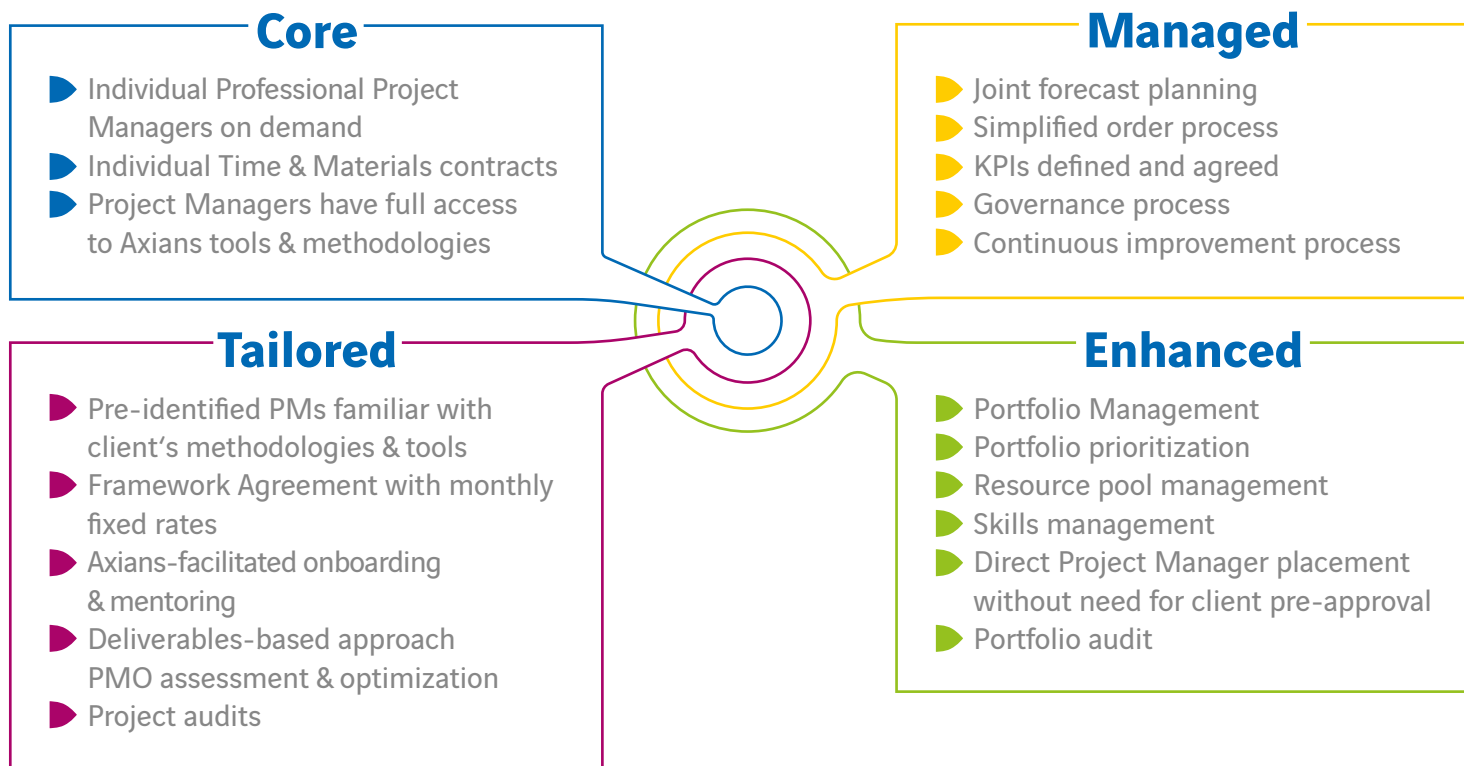 Core
Individual Professional Project
Managers on demand
Individual Time & Materials contracts
Project Managers have full access
to Axians tools & methodologies
Managed
Joint forecast planning
Simplified order process
KPIs defined and agreed
Governance process
Continuous improvement process
Tailored
Pre-identified PMs familiar with
client‘s methodologies & tools
Framework Agreement with monthly
fixed rates
Axians-facilitated onboarding
& mentoring
Deliverables-based approach
PMO assessment & optimization
Project audits
Enhanced
Portfolio Management
Portfolio prioritization
Resource pool management
Skills management
Direct Project Manager placement
without need for client pre-approval
Portfolio audit